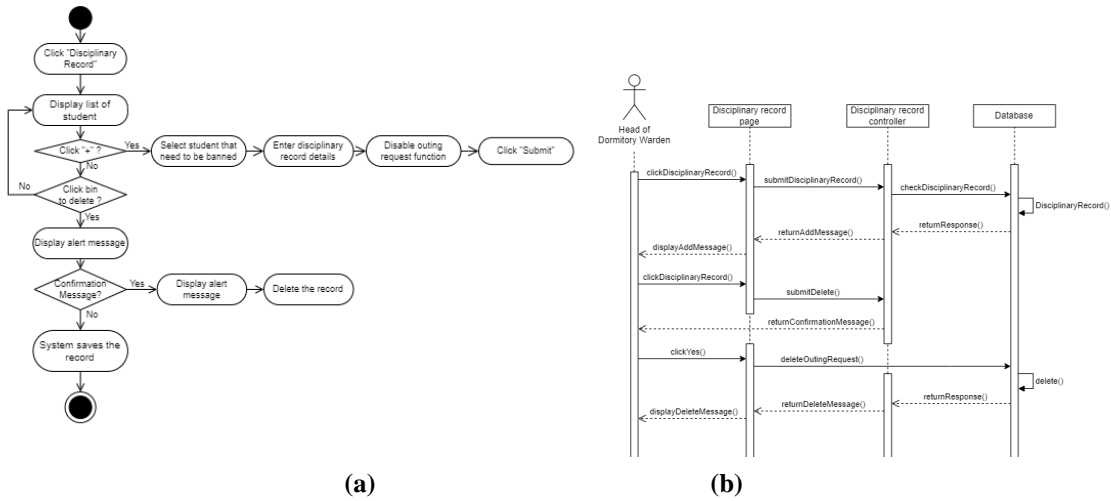 Click "Disciplinary
Record"
Display list of
student
Click "+" ?
Yes
Select student that
need to be banned
Enter disciplinary
record details
Disable outing
request function
Click "Submit"
No
No
Click bin
to delete ?
Yes
Display alert message
Confirmation
Message?
Yes
Display alert
message
Delete the record
No
System saves the
record
(a)
Head of
Dormitory Warden
Disciplinary record
page
Disciplinary record
controller
Database
clickDisciplinaryRecord()
submitDisciplinaryRecord()
checkDisciplinaryRecord()
DisciplinaryRecord()
returnResponse()
returnAddMessage()
displayAddMessage()
clickDisciplinaryRecord()
submitDelete()
returnConfirmationMessage()
clickYes()
deleteOutingRequest()
delete()
returnResponse()
returnDeleteMessage()
displayDeleteMessage()
(b)